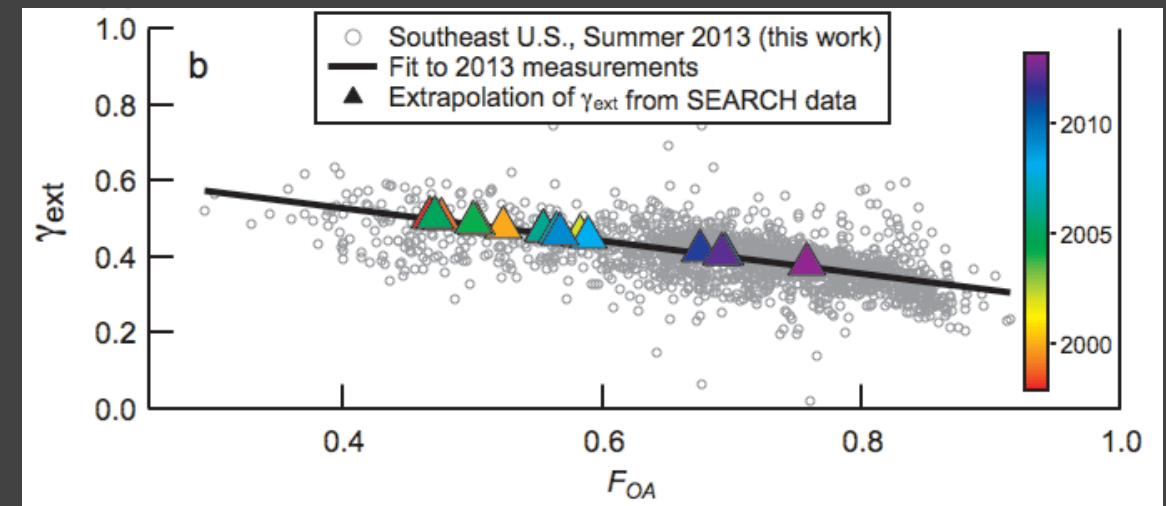 1.0
0.8
0.6
0.4
0.2
0.0
γext
b
Southeast U.S., Summer 2013 (this work)
Fit to 2013 measurements
Extrapolation of γext from SEARCH data
2010
2005
2000
0.4 0.6 0.8 1.0
FOA